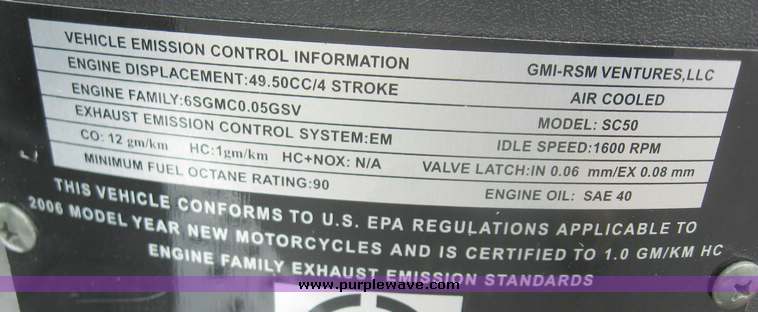 VEHICLE EMISSION CONTROL INFORMATION GMI-RSM VENTURES,LLC
ENGINE DISPLACEMENT:49.50CC/4 STROKE AIR COOLED
ENGINE FAMILY:6SGMC0.05GSV MODEL: SC50
EXHAUST EMISSION CONTROL SYSTEM:EM IDLE SPEED:1600 RPM
CO: 12 gm/km HC:1gm/km HC+NOX: N/A VALVE LATCH:IN 0.06 mm/EX 0.08 mm
MINIMUM FUEL OCTANE RATING:90 ENGINE OIL: SAE 40
THIS VEHICLE CONFORMS TO U.S. EPA REGULATIONS APPLICABLE TO
2006 MODEL YEAR NEW MOTORCYCLES AND IS CERTIFIED TO 1.0 GM/KM HC
ENGINE FAMILY EXHAUST EMISSION STANDARDS
www.purplewave.com